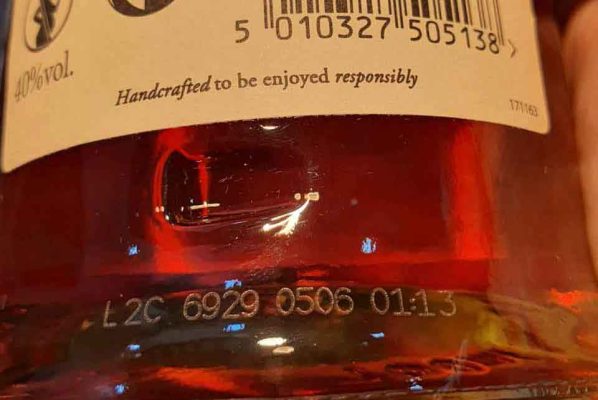 5 010327 505138 >
40%vol.
Handcrafted to be enjoyed responsibly
171163
L2C 6929 0506 01:13